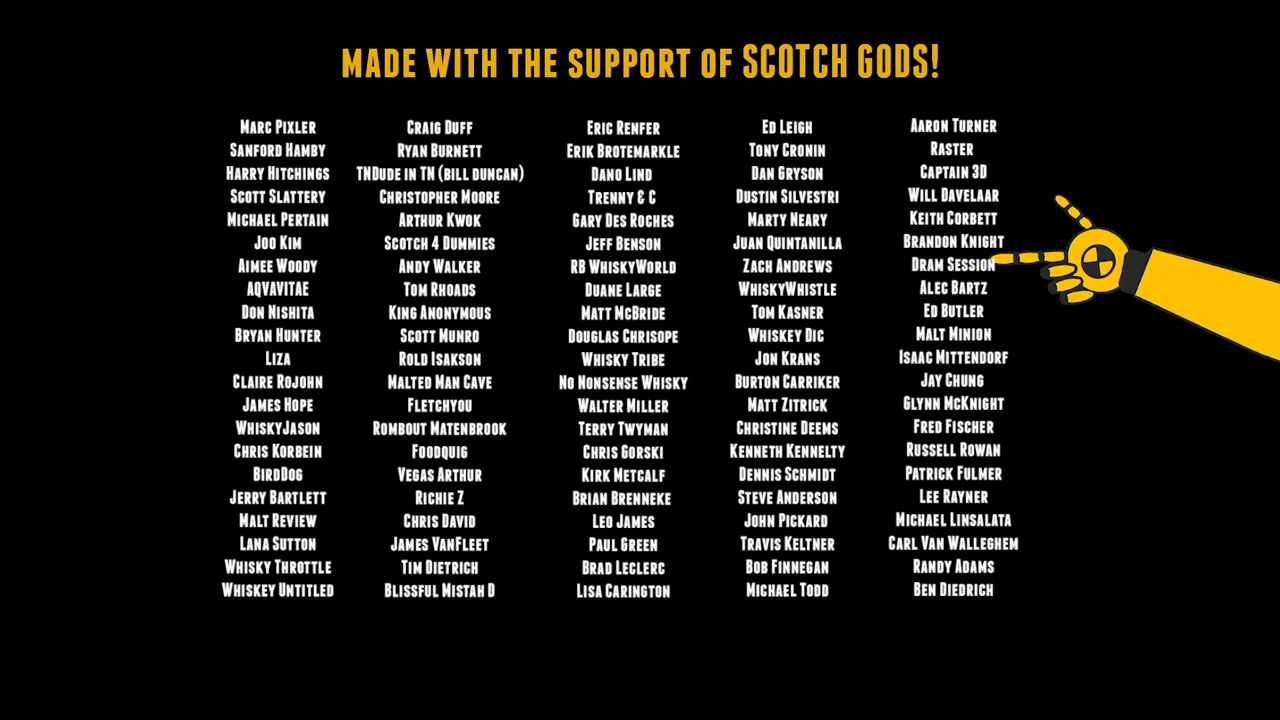 MADE WITH THE SUPPORT OF SCOTCH GODS!
MARC PIXLER
SANFORD HAMBY
HARRY HITCHINGS
SCOTT SLATTERY
MICHAEL PERTAIN
JOO KIM
AIMEE WOODY
AQVAVITAE
DON NISHITA
BRYAN HUNTER
LIZA
CLAIRE ROJOHN
JAMES HOPE
WHISKYJASON
CHRIS KORBEIN
BIRDDOG
JERRY BARTLETT
MALT REVIEW
LANA SUTTON
WHISKY THROTTLE
WHISKEY UNTITLED
CRAIG DUFF
RYAN BURNETT
TNDUDE IN TN (BILL DUNCAN)
CHRISTOPHER MOORE
ARTHUR KWOK
SCOTCH 4 DUMMIES
ANDY WALKER
TOM RHOADS
KING ANONYMOUS
SCOTT MUNRO
ROLD ISAKSON
MALTED MAN CAVE
FLETCHYOU
ROMBOUT MATENBROOK
FOODQUIG
VEGAS ARTHUR
RICHIE Z
CHRIS DAVID
JAMES VANFLEET
TIM DIETRICH
BLISSFUL MISTAH D
ERIC RENFER
ERIK BROTEMARKLE
DANO LIND
TRENNY & C
GARY DES ROCHES
JEFF BENSON
RB WHISKYWORLD
DUANE LARGE
MATT MCBRIDE
DOUGLAS CHRISOPE
WHISKY TRIBE
NO NONSENSE WHISKY
WALTER MILLER
TERRY TWYMAN
CHRIS GORSKI
KIRK METCALF
BRIAN BRENNEKE
LEO JAMES
PAUL GREEN
BRAD LECLERC
LISA CARINGTON
ED LEIGH
TONY CRONIN
DAN GRYSON
DUSTIN SILVESTRI
MARTY NEARY
JUAN QUINTANILLA
ZACH ANDREWS
WHISKYWHISTLE
TOM KASNER
WHISKEY DIC
JON KRANS
BURTON CARRIKER
MATT ZITRICK
CHRISTINE DEEMS
KENNETH KENNELTY
DENNIS SCHMIDT
STEVE ANDERSON
JOHN PICKARD
TRAVIS KELTNER
BOB FINNEGAN
MICHAEL TODD
AARON TURNER
RASTER
CAPTAIN 3D
WILL DAVELAAR
KEITH CORBETT
BRANDON KNIGHT
DRAM SESSION
ALEC BARTZ
ED BUTLER
MALT MINION
ISAAC MITTENDORF
JAY CHUNG
GLYNN MCKNIGHT
FRED FISCHER
RUSSELL ROWAN
PATRICK FULMER
LEE RAYNER
MICHAEL LINSALATA
CARL VAN WALLEGHEM
RANDY ADAMS
BEN DIEDRICH